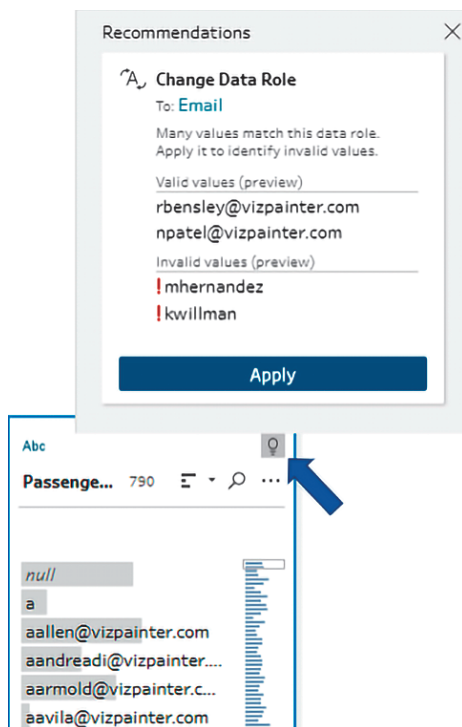 Recommendations
Change Data Role
To: Email
Many values match this data role.
Apply it to identify invalid values.
Valid values (preview)
rbensley@vizpainter.com
npatel@vizpainter.com
Invalid values (preview)
! mhernandez
! kwillman
Apply
Abc
Passenge... 790
null
a
aallen@vizpainter.com
aandreadi@vizpainter....
aarmold@vizpainter.c...
aavila@vizpainter.com